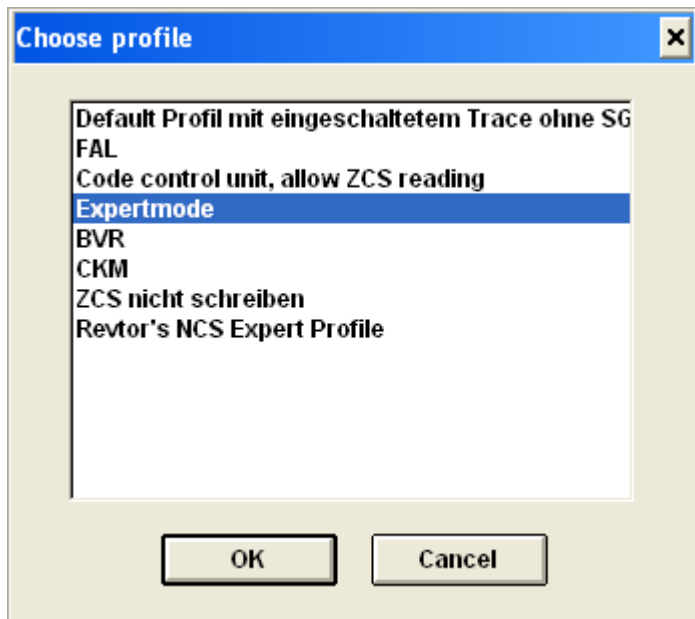 Choose profile
Default Profil mit eingeschaltetem Trace ohne SG
FAL
Code control unit, allow ZCS reading
Expertmode
BVR
CKM
ZCS nicht schreiben
Revtor's NCS Expert Profile
OK
Cancel